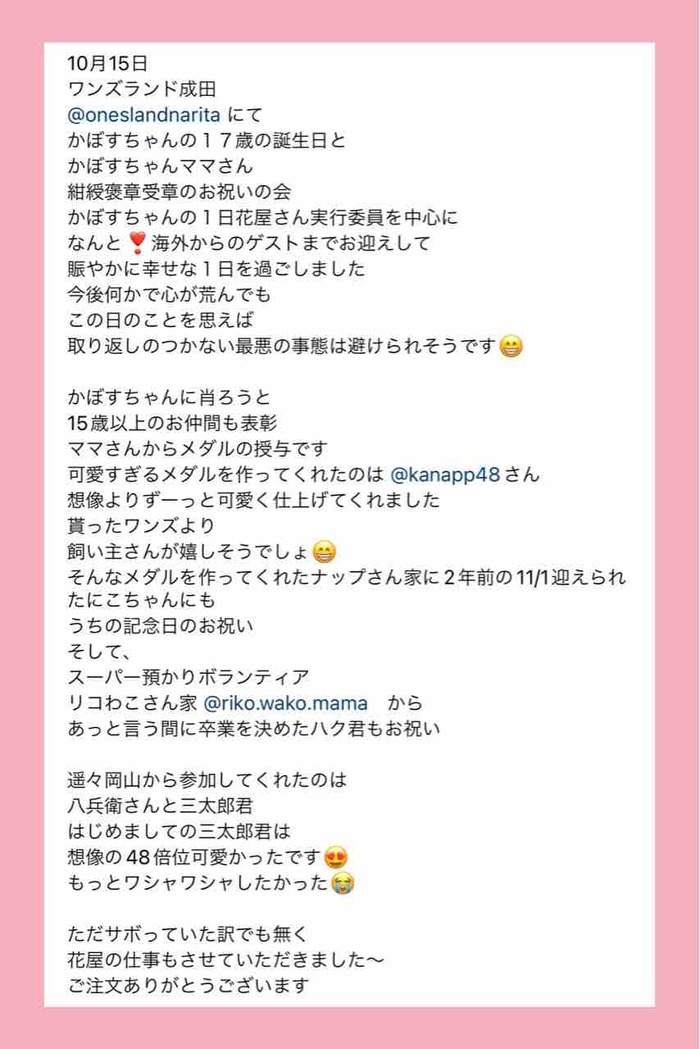 10月15日
ワンズランド成田
@oneslandnarita にて
かぼすちゃんの１７歳の誕生日と
かぼすちゃんママさん
紺綬褒章受章のお祝いの会
かぼすちゃんの１日花屋さん実行委員を中心に
なんと❣️海外からのゲストまでお迎えして
賑やかに幸せな１日を過ごしました
今後何かで心が荒んでも
この日のことを思えば
取り返しのつかない最悪の事態は避けられそうです😁
かぼすちゃんに肖ろうと
15歳以上のお仲間も表彰
ママさんからメダルの授与です
可愛すぎるメダルを作ってくれたのは @kanapp48さん
想像よりずーっと可愛く仕上げてくれました
貰ったワンズより
飼い主さんが嬉しそうでしょ😁
そんなメダルを作ってくれたナップさん家に2年前の11/1迎えられ
たにこちゃんにも
うちの記念日のお祝い
そして、
スーパー預かりボランティア
リコわこさん家 @riko.wako.mama　から
あっと言う間に卒業を決めたハク君もお祝い
遥々岡山から参加してくれたのは
八兵衛さんと三太郎君
はじめましての三太郎君は
想像の48倍位可愛かったです😍
もっとワシャワシャしたかった😭
ただサボっていた訳でも無く
花屋の仕事もさせていただきました〜
ご注文ありがとうございます